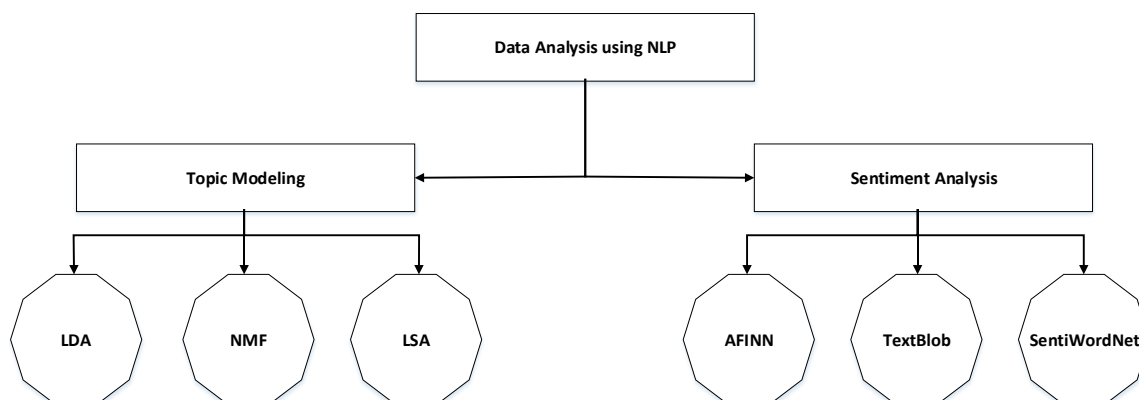 Data Analysis using NLP
Topic Modeling
Sentiment Analysis
LDA
NMF
LSA
AFINN
TextBlob
SentiWordNet